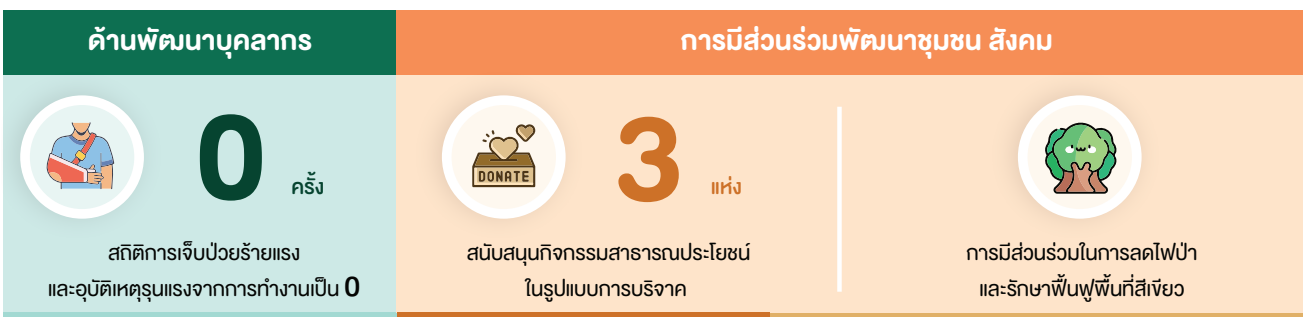 ด้านพัฒนาบุคลากร
0 ครั้ง
สถิติการเจ็บป่วยร้ายแรง
และอุบัติเหตุรุนแรงจากการทำงานเป็น 0
การมีส่วนร่วมพัฒนาชุมชน สังคม
DONATE
3 แห่ง
สนับสนุนกิจกรรมสาธารณประโยชน์
ในรูปแบบการบริจาค
การมีส่วนร่วมในการลดไฟป่า
และรักษาฟื้นฟูพื้นที่สีเขียว